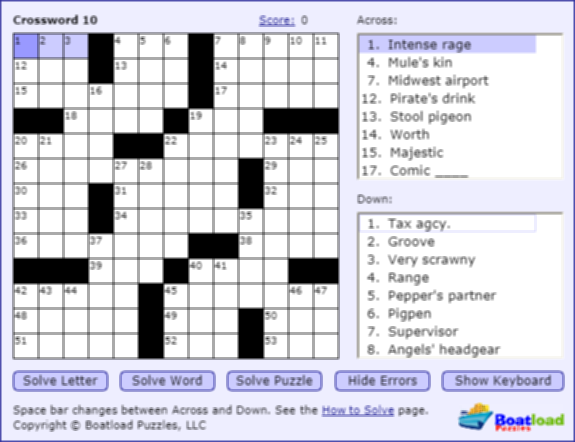 Crossword 10
Score: 0
1 2 3 4 5 6 7 8 9 10 11
12 13 14
15 16 17
18 19
20 21 22 23 24 25
26 27 28 29
30 31 32
33 34 35
36 37 38
39 40 41
42 43 44 45 46 47
48 49 50
51 52 53
Across:
1. Intense rage
4. Mule's kin
7. Midwest airport
12. Pirate's drink
13. Stool pigeon
14. Worth
15. Majestic
17. Comic ____
Down:
1. Tax agcy.
2. Groove
3. Very scrawny
4. Range
5. Pepper's partner
6. Pigpen
7. Supervisor
8. Angels' headgear
Solve Letter
Solve Word
Solve Puzzle
Hide Errors
Show Keyboard
Space bar changes between Across and Down. See the How to Solve page.
Copyright © Boatload Puzzles, LLC
Boatload
Puzzles